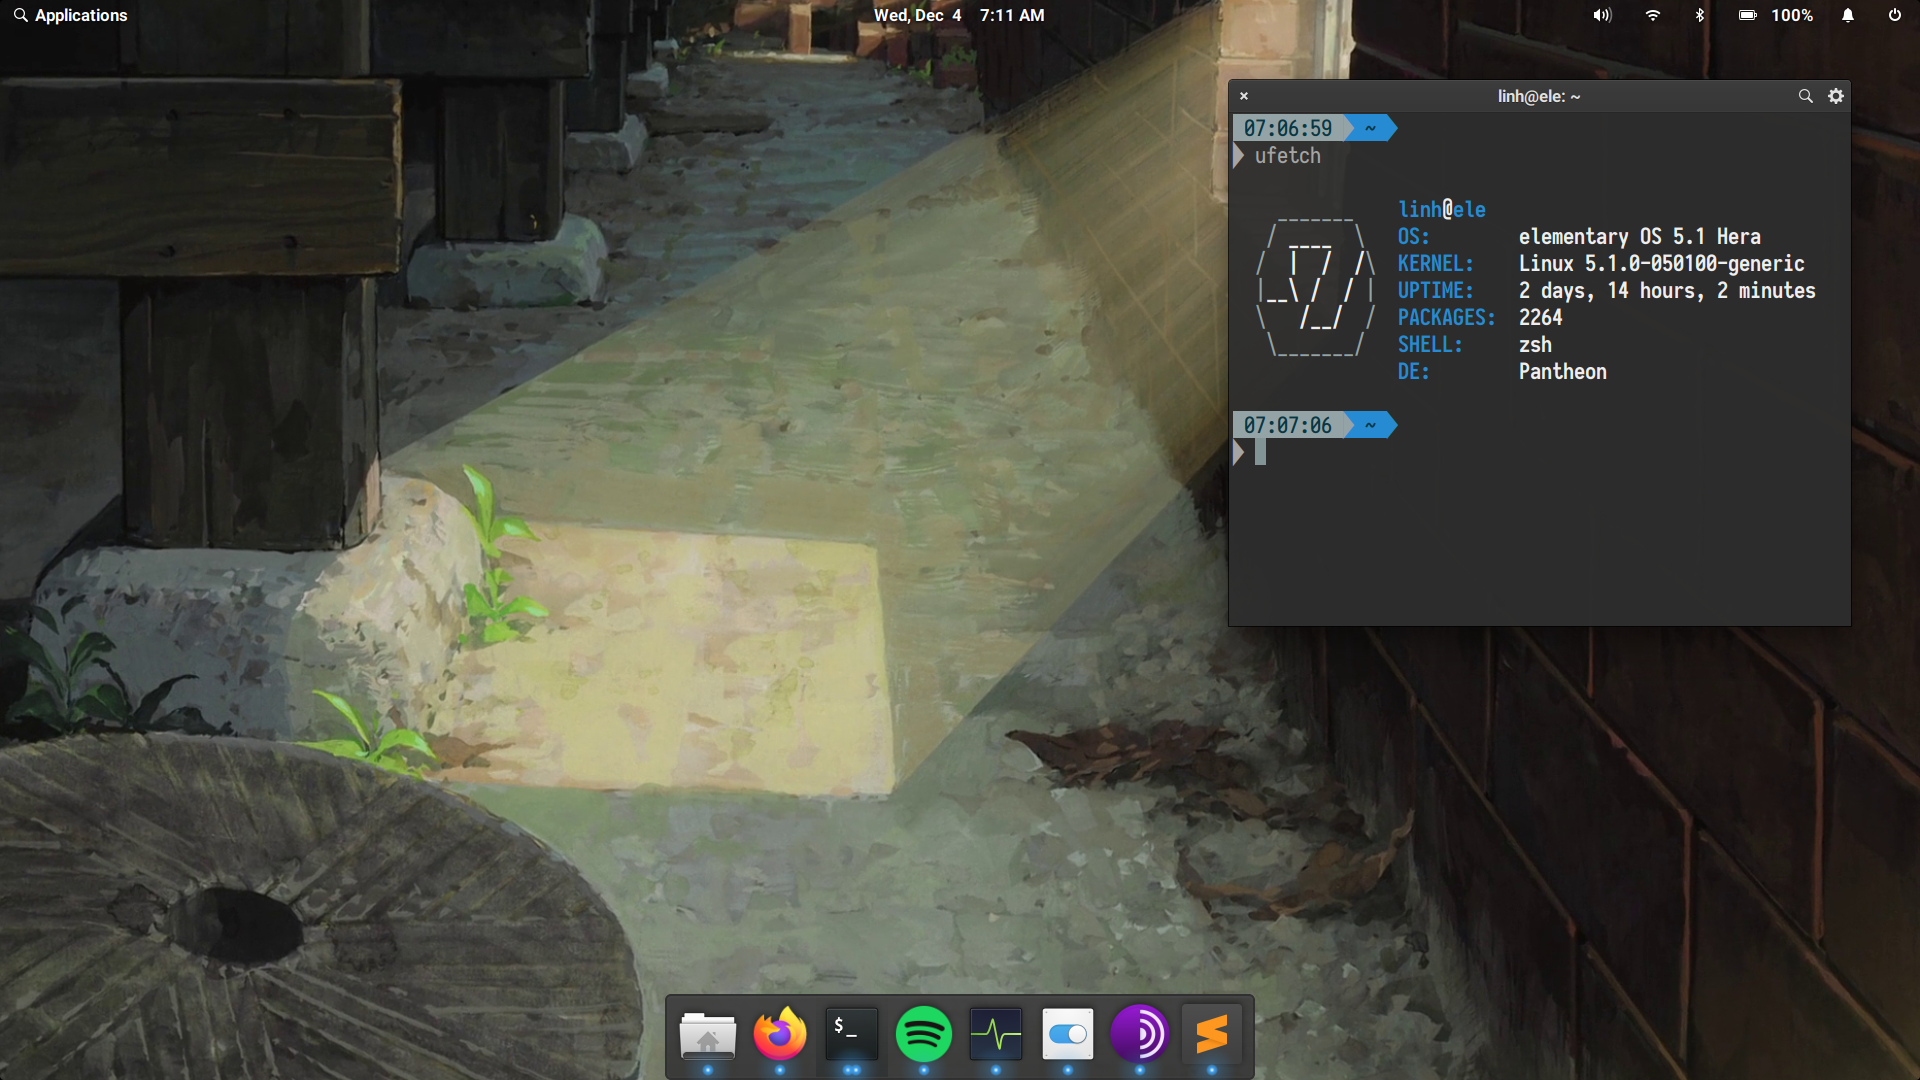 Applications
Wed, Dec 4 7:11 AM
100%
linh@ele: ~
07:06:59 ~
ufetch
linh@ele
OS: elementary OS 5.1 Hera
KERNEL: Linux 5.1.0-050100-generic
UPTIME: 2 days, 14 hours, 2 minutes
PACKAGES: 2264
SHELL: zsh
DE: Pantheon
07:07:06 ~
$_